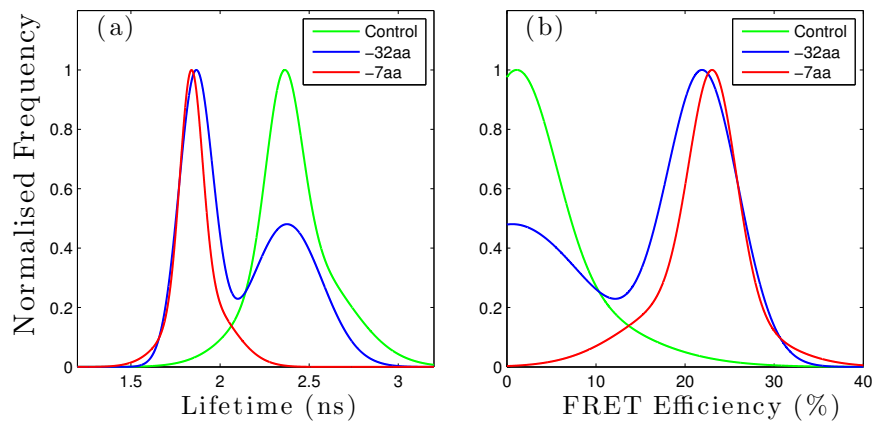 (a)
Control
−32aa
−7aa
Normalised Frequency
1
0.8
0.6
0.4
0.2
0
1.5
2
2.5
3
Lifetime (ns)
(b)
Control
−32aa
−7aa
1
0.8
0.6
0.4
0.2
0
0
10
20
30
40
FRET Efficiency (%)